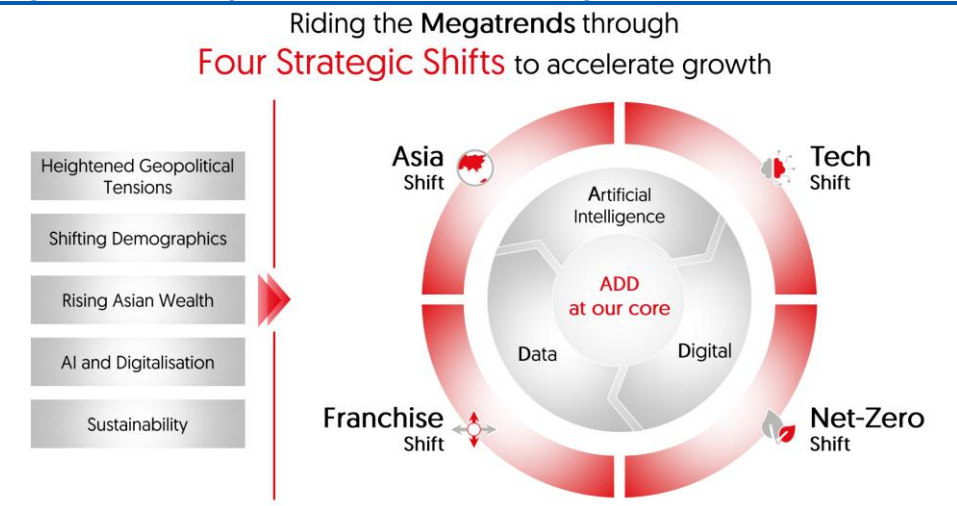 Riding the Megatrends through
Four Strategic Shifts to accelerate growth
Heightened Geopolitical
Tensions
Shifting Demographics
Rising Asian Wealth
AI and Digitalisation
Sustainability
Asia
Shift
Tech
Shift
Artificial
Intelligence
ADD
at our core
Data
Digital
Franchise
Shift
Net-Zero
Shift